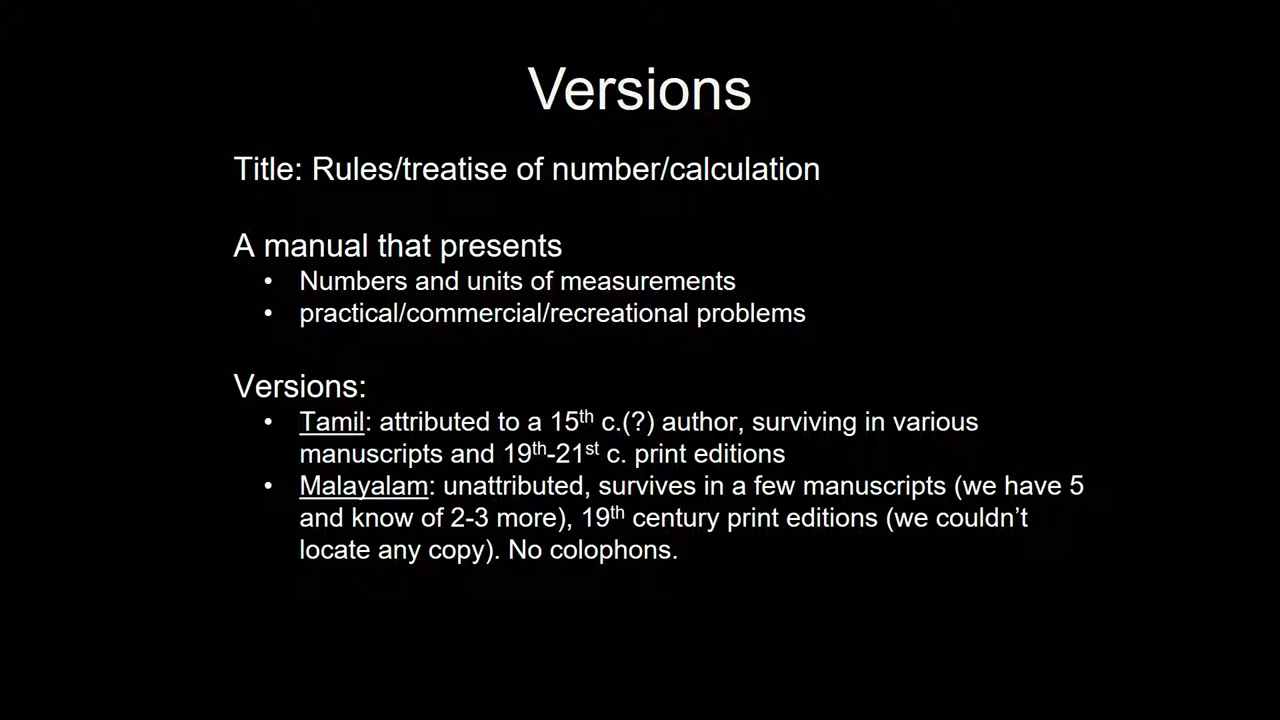 Versions
Title: Rules/treatise of number/calculation
A manual that presents
• Numbers and units of measurements
• practical/commercial/recreational problems
Versions:
• Tamil: attributed to a 15th c.(?) author, surviving in various
manuscripts and 19th-21st c. print editions
• Malayalam: unattributed, survives in a few manuscripts (we have 5
and know of 2-3 more), 19th century print editions (we couldn’t
locate any copy). No colophons.